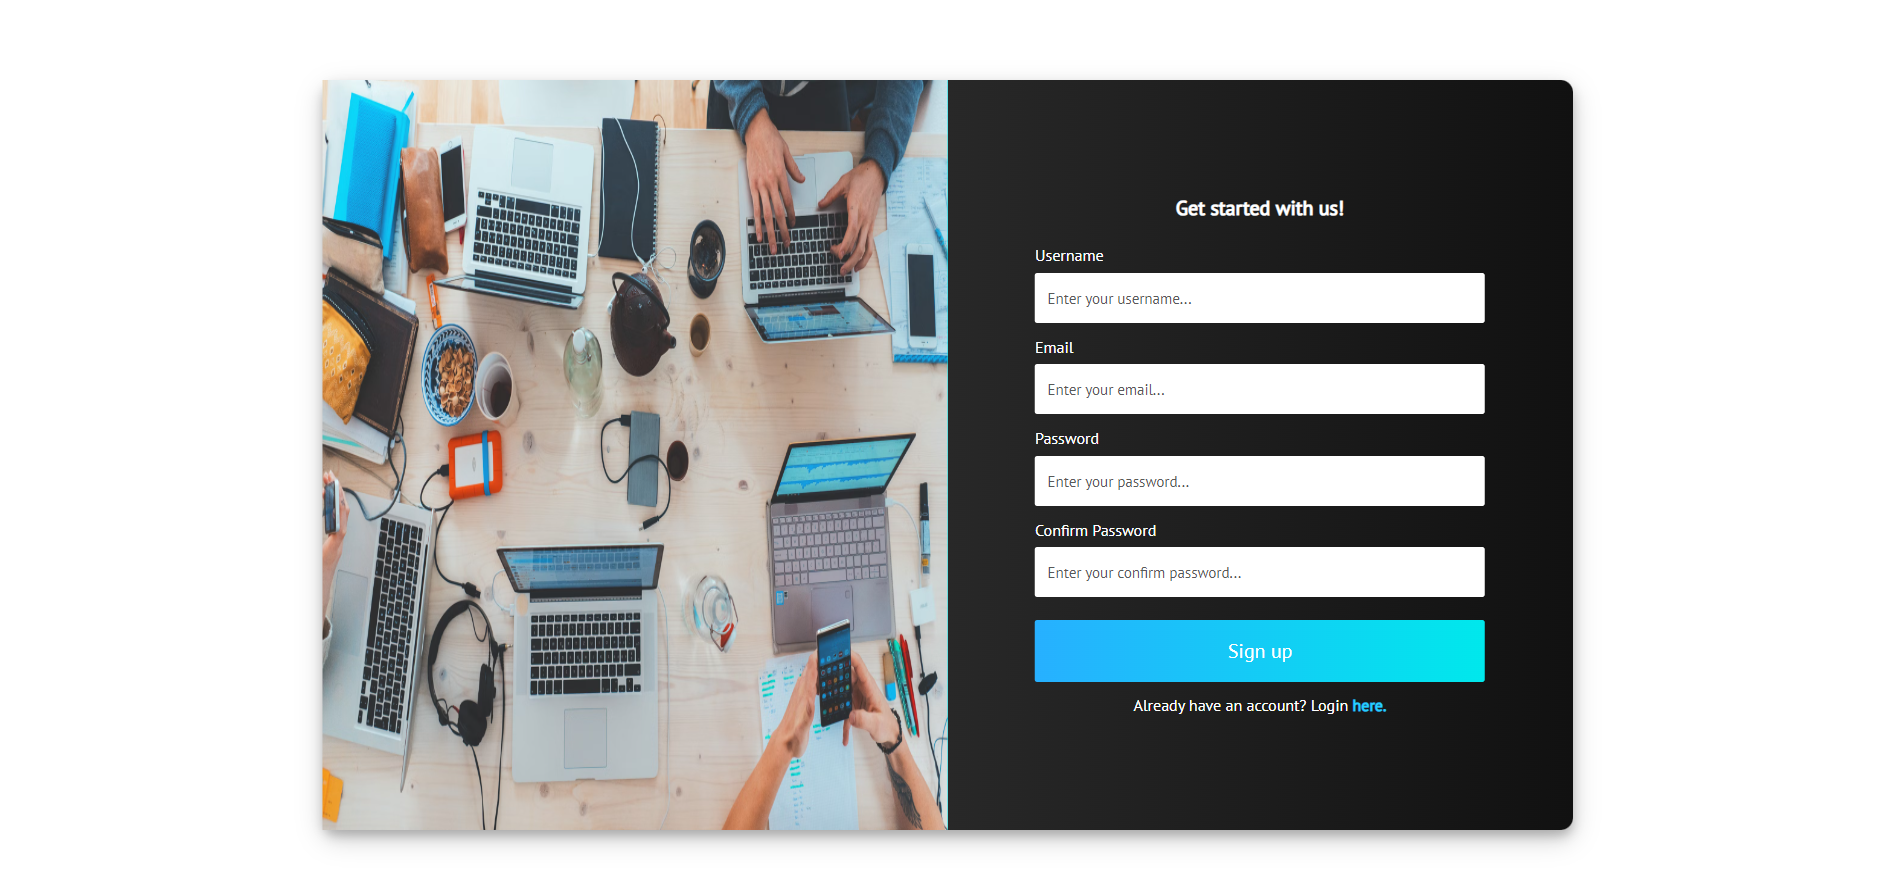 Get started with us!
Username
Enter your username...
Email
Enter your email...
Password
Enter your password...
Confirm Password
Enter your confirm password...
Sign up
Already have an account? Login here.